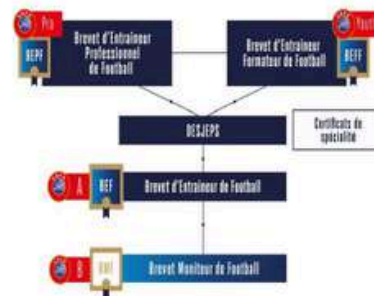 Pro
BEPF
Brevet d'Entraîneur
Professionnel
de Football
Youth
BEFF
Brevet d'Entraîneur
Formateur de Football
DESJEPS
Certificats de
spécialité
A
BEF
Brevet d'Entraîneur de Football
B
BMF
Brevet Moniteur de Football